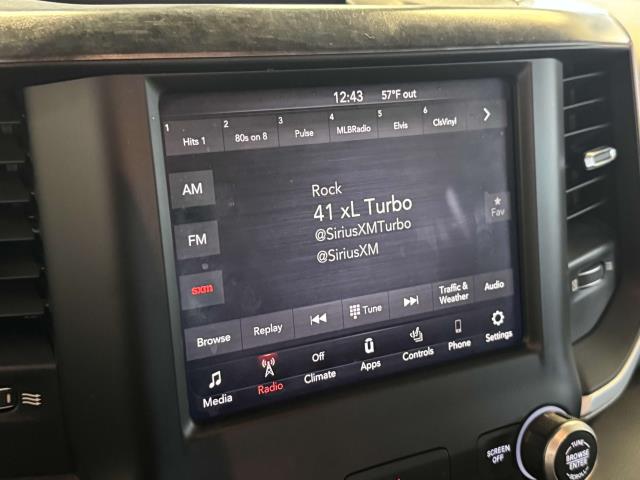 12:43 57°F out
1 Hits 1 2 80s on 8 3 Pulse 4 MLBRadio 5 Elvis 6 ClsVinyl
AM
FM
sxm
Rock
41 xL Turbo
@SiriusXMTurbo
@SiriusXM
Fav
Browse Replay Tune Traffic & Weather Audio
Media Radio Off Climate Apps Controls Phone Settings
SCREEN OFF
TUNE
BROWSE
ENTER
SCROLL